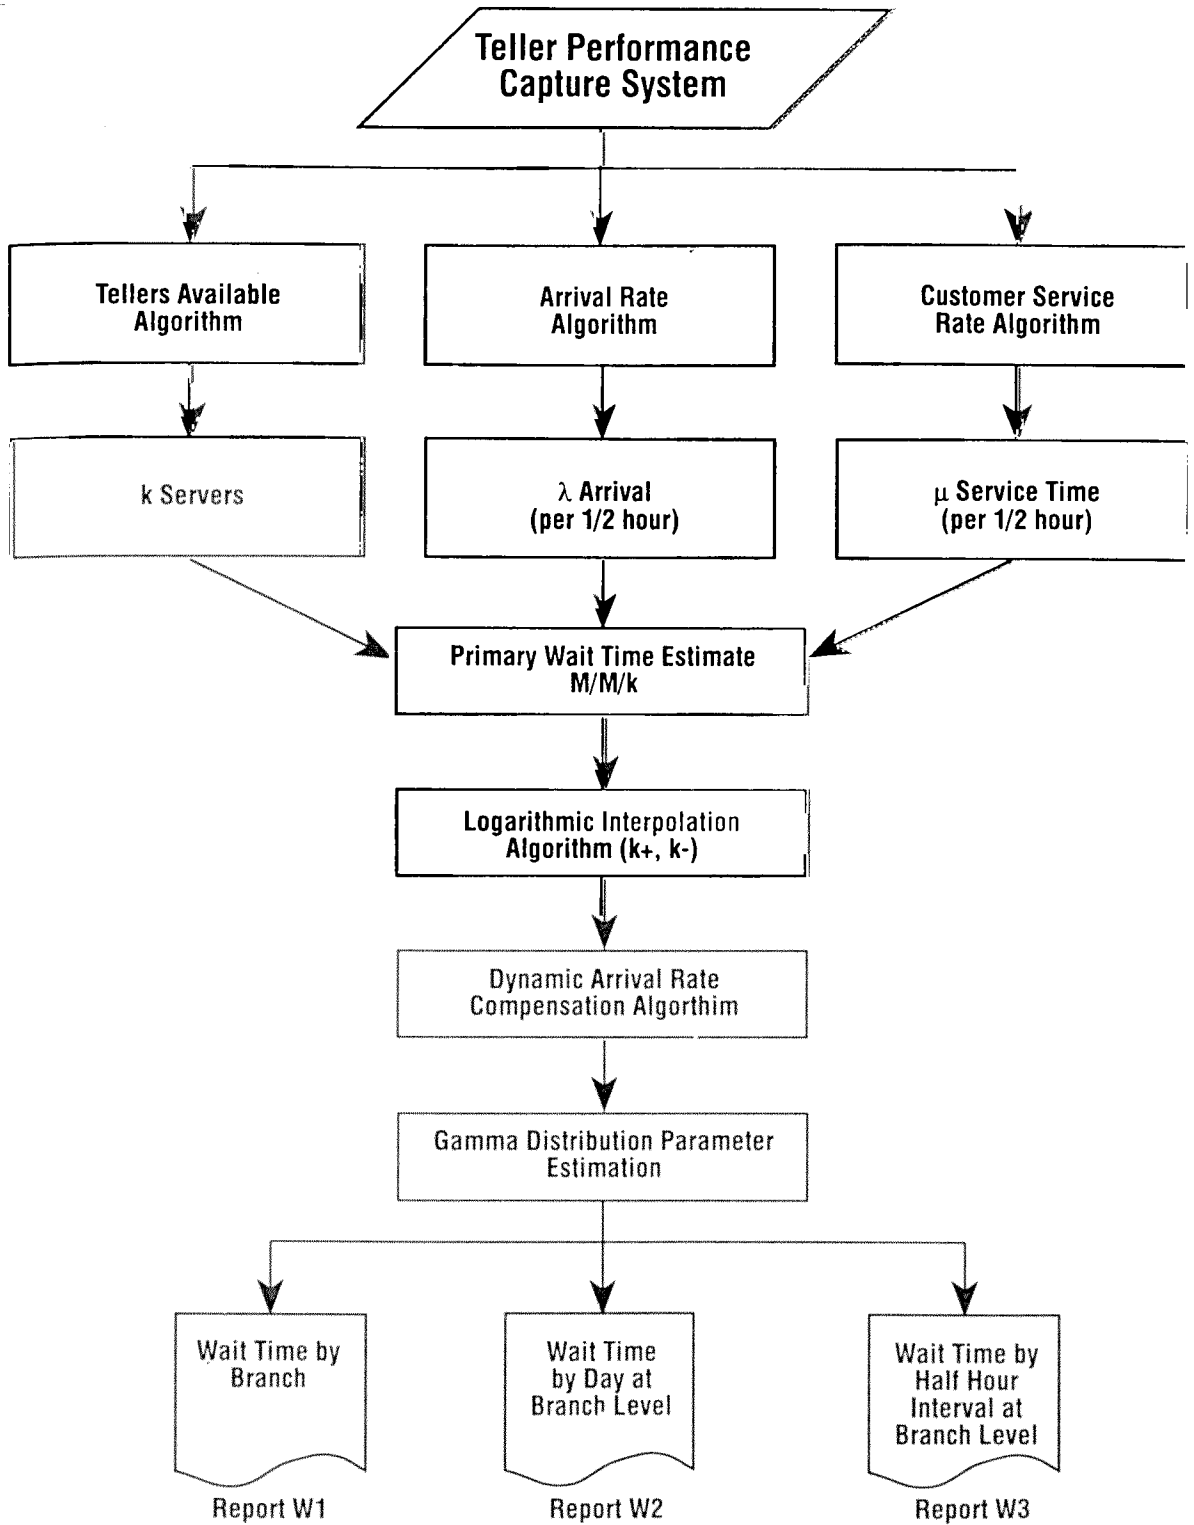 Teller Performance
Capture System
Tellers Available
Algorithm
Arrival Rate
Algorithm
Customer Service
Rate Algorithm
k Servers
λ Arrival
(per 1/2 hour)
μ Service Time
(per 1/2 hour)
Primary Wait Time Estimate
M/M/k
Logarithmic Interpolation
Algorithm (k+, k-)
Dynamic Arrival Rate
Compensation Algorthim
Gamma Distribution Parameter
Estimation
Wait Time by
Branch
Wait Time
by Day at
Branch Level
Wait Time by
Half Hour
Interval at
Branch Level
Report W1
Report W2
Report W3